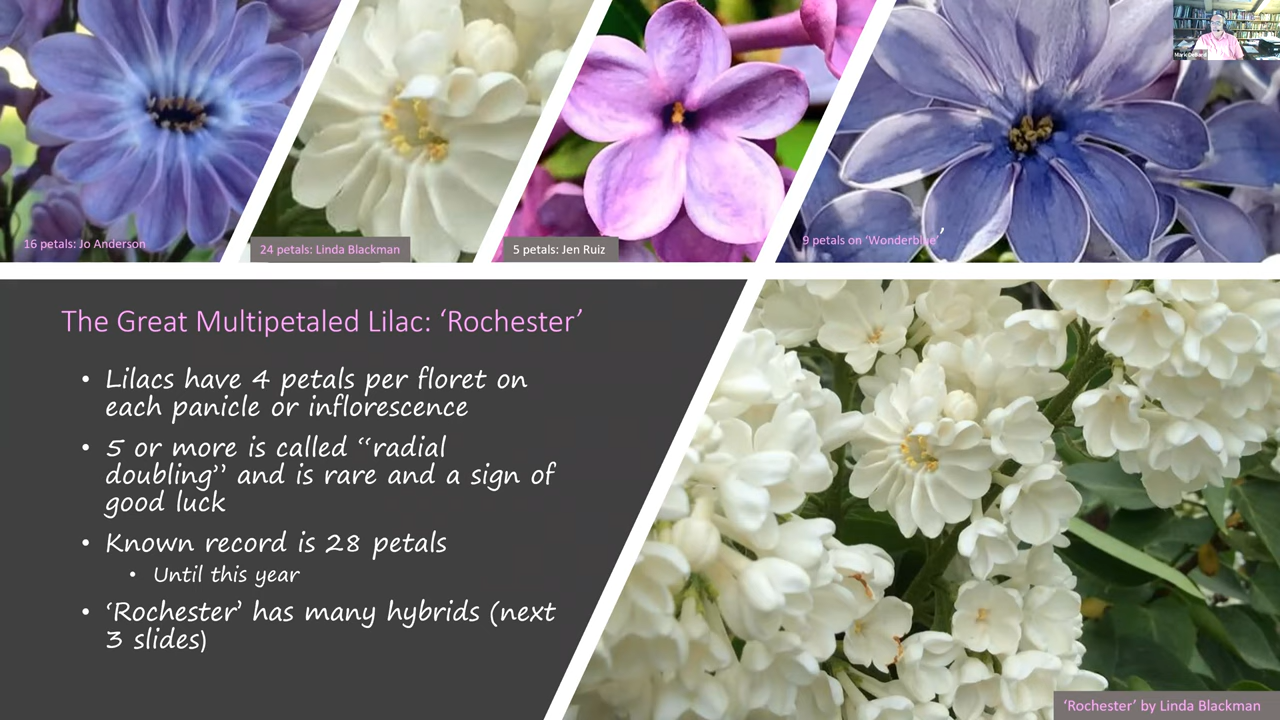 16 petals: Jo Anderson
24 petals: Linda Blackman
5 petals: Jen Ruiz
9 petals on ‘Wonderblue’
The Great Multipetaled Lilac: ‘Rochester’
• Lilacs have 4 petals per floret on
each panicle or inflorescence
• 5 or more is called “radial
doubling” and is rare and a sign of
good luck
• Known record is 28 petals
• Until this year
• ‘Rochester’ has many hybrids (next
3 slides)
‘Rochester’ by Linda Blackman